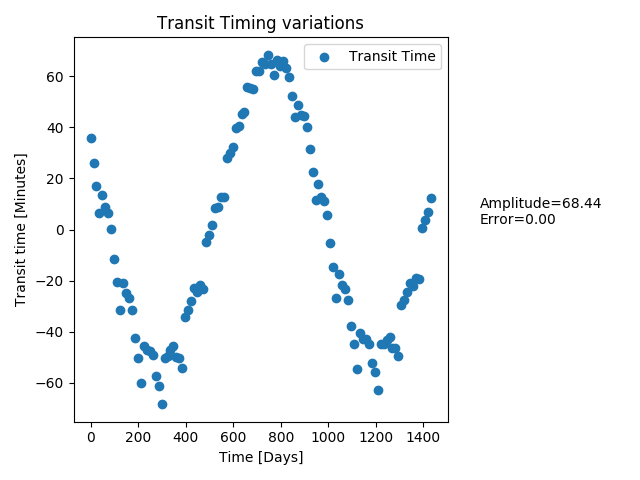 Transit Timing variations
Transit Time
60
40
20
0
−20
−40
−60
Transit time [Minutes]
Amplitude=68.44
Error=0.00
0 200 400 600 800 1000 1200 1400
Time [Days]